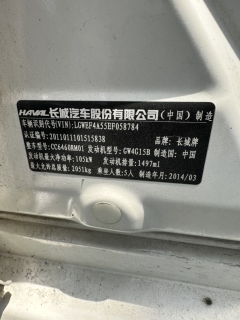 HAVAL 长城汽车股份有限公司 (中国) 制造
车辆识别代号(VIN):LGWEF4A55EF058784
认证编号:2011011101515838 品牌:长城牌
整车型号:CC6460RM01 发动机型号:GW4G15B 制造国:中国
发动机额定功率:105kW 发动机排量:1497ml
最大允许总质量:2051kg 乘坐人数:5人
制造年月:2014/03